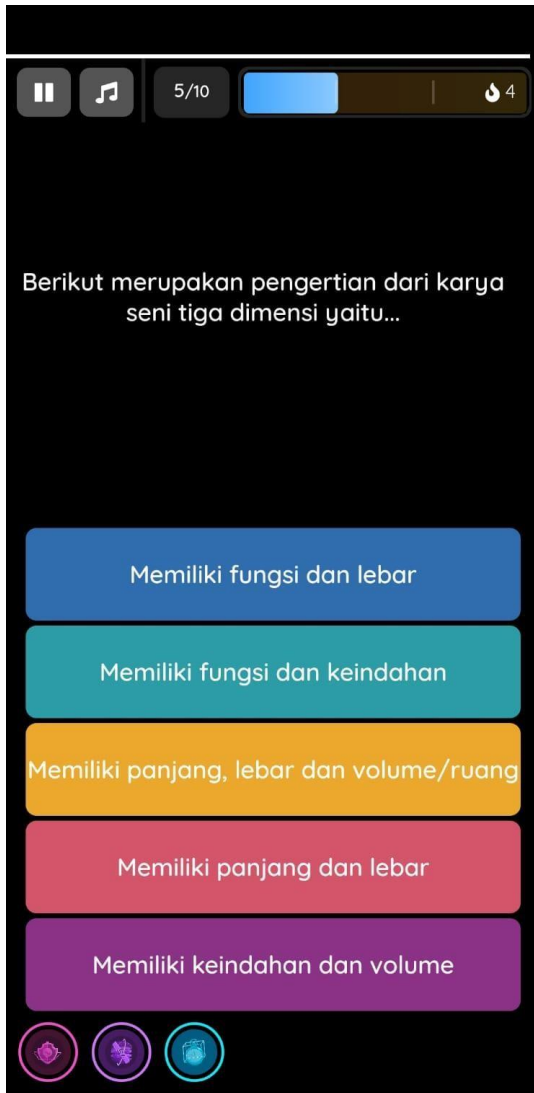 5/10
4
Berikut merupakan pengertian dari karya
seni tiga dimensi yaitu...
Memiliki fungsi dan lebar
Memiliki fungsi dan keindahan
Memiliki panjang, lebar dan volume/ruang
Memiliki panjang dan lebar
Memiliki keindahan dan volume